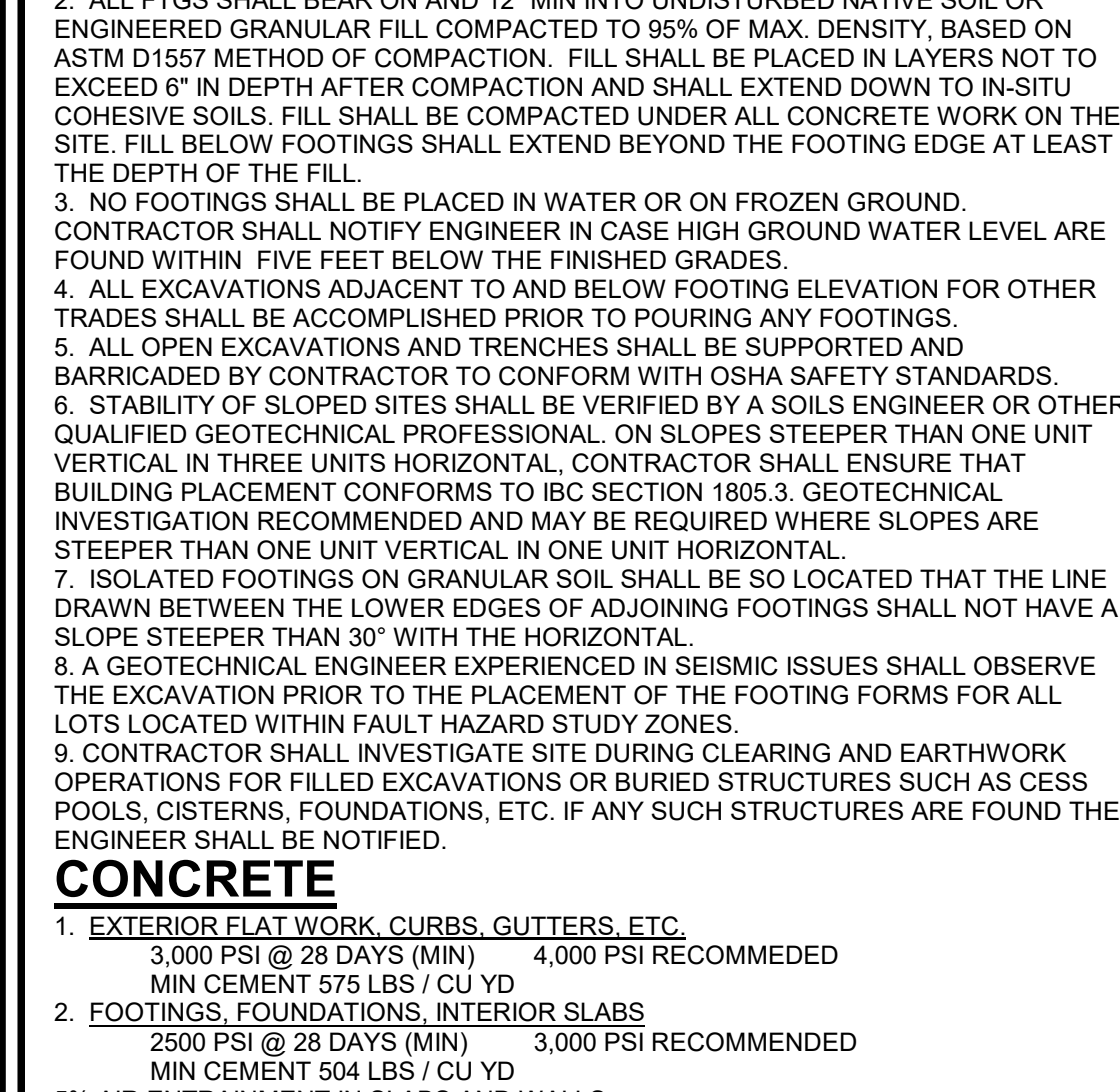 2. ALL FTGS SHALL BEAR ON AND 12" MIN INTO UNDISTURBED NATIVE SOIL OR
ENGINEERED GRANULAR FILL COMPACTED TO 95% OF MAX. DENSITY, BASED ON
ASTM D1557 METHOD OF COMPACTION. FILL SHALL BE PLACED IN LAYERS NOT TO
EXCEED 6" IN DEPTH AFTER COMPACTION AND SHALL EXTEND DOWN TO IN-SITU
COHESIVE SOILS. FILL SHALL BE COMPACTED UNDER ALL CONCRETE WORK ON THE
SITE. FILL BELOW FOOTINGS SHALL EXTEND BEYOND THE FOOTING EDGE AT LEAST
THE DEPTH OF THE FILL.
3. NO FOOTINGS SHALL BE PLACED IN WATER OR ON FROZEN GROUND.
CONTRACTOR SHALL NOTIFY ENGINEER IN CASE HIGH GROUND WATER LEVEL ARE
FOUND WITHIN FIVE FEET BELOW THE FINISHED GRADES.
4. ALL EXCAVATIONS ADJACENT TO AND BELOW FOOTING ELEVATION FOR OTHER
TRADES SHALL BE ACCOMPLISHED PRIOR TO POURING ANY FOOTINGS.
5. ALL OPEN EXCAVATIONS AND TRENCHES SHALL BE SUPPORTED AND
BARRICADED BY CONTRACTOR TO CONFORM WITH OSHA SAFETY STANDARDS.
6. STABILITY OF SLOPED SITES SHALL BE VERIFIED BY A SOILS ENGINEER OR OTHER
QUALIFIED GEOTECHNICAL PROFESSIONAL. ON SLOPES STEEPER THAN ONE UNIT
VERTICAL IN THREE UNITS HORIZONTAL, CONTRACTOR SHALL ENSURE THAT
BUILDING PLACEMENT CONFORMS TO IBC SECTION 1805.3. GEOTECHNICAL
INVESTIGATION RECOMMENDED AND MAY BE REQUIRED WHERE SLOPES ARE
STEEPER THAN ONE UNIT VERTICAL IN ONE UNIT HORIZONTAL.
7. ISOLATED FOOTINGS ON GRANULAR SOIL SHALL BE SO LOCATED THAT THE LINE
DRAWN BETWEEN THE LOWER EDGES OF ADJOINING FOOTINGS SHALL NOT HAVE A
SLOPE STEEPER THAN 30° WITH THE HORIZONTAL.
8. A GEOTECHNICAL ENGINEER EXPERIENCED IN SEISMIC ISSUES SHALL OBSERVE
THE EXCAVATION PRIOR TO THE PLACEMENT OF THE FOOTING FORMS FOR ALL
LOTS LOCATED WITHIN FAULT HAZARD STUDY ZONES.
9. CONTRACTOR SHALL INVESTIGATE SITE DURING CLEARING AND EARTHWORK
OPERATIONS FOR FILLED EXCAVATIONS OR BURIED STRUCTURES SUCH AS CESS
POOLS, CISTERNS, FOUNDATIONS, ETC. IF ANY SUCH STRUCTURES ARE FOUND THE
ENGINEER SHALL BE NOTIFIED.
CONCRETE
1. EXTERIOR FLAT WORK, CURBS, GUTTERS, ETC.
3,000 PSI @ 28 DAYS (MIN) 4,000 PSI RECOMMEDED
MIN CEMENT 575 LBS / CU YD
2. FOOTINGS, FOUNDATIONS, INTERIOR SLABS
2500 PSI @ 28 DAYS (MIN) 3,000 PSI RECOMMENDED
MIN CEMENT 504 LBS / CU YD
5% AIR ENTRAINMENT IN SLABS AND WALLS